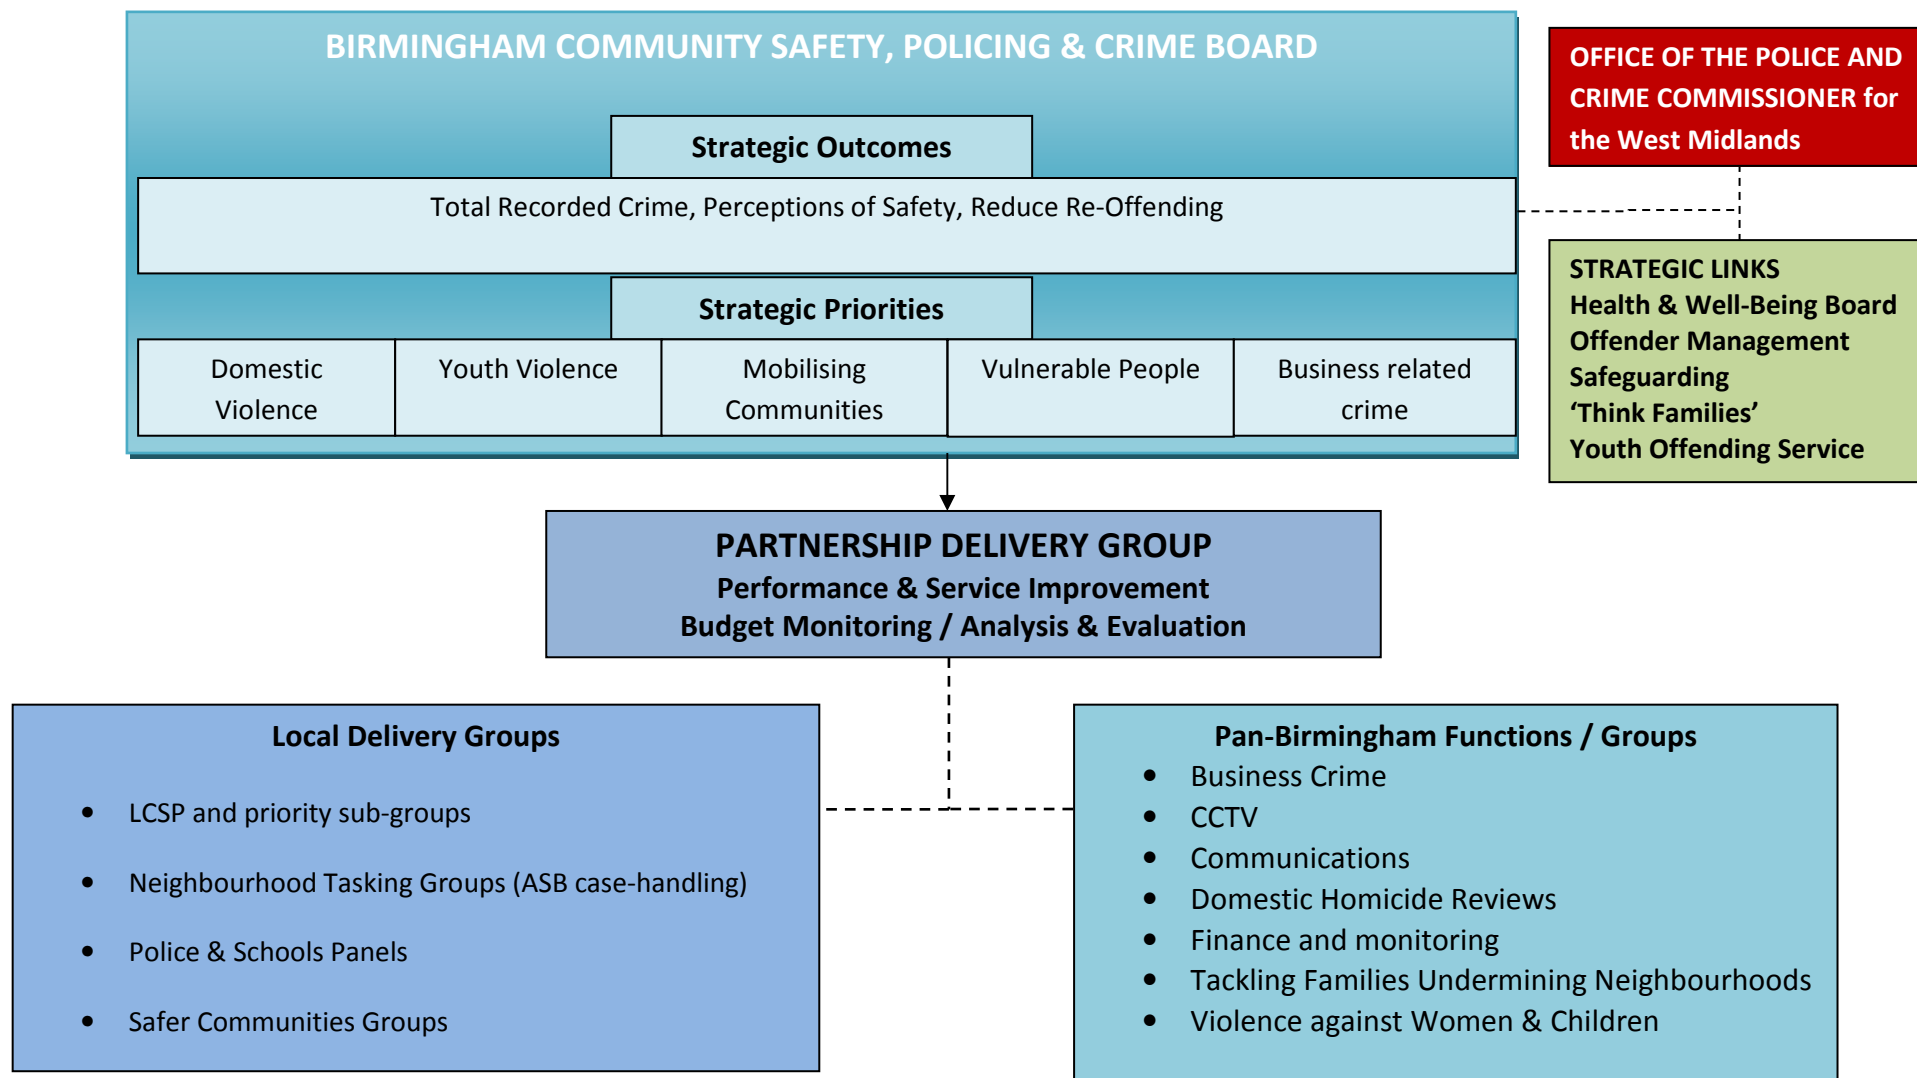 BIRMINGHAM COMMUNITY SAFETY, POLICING & CRIME BOARD
Strategic Outcomes
Total Recorded Crime, Perceptions of Safety, Reduce Re-Offending
Strategic Priorities
Domestic
Violence
Youth Violence
Mobilising
Communities
Vulnerable People
Business related
crime
OFFICE OF THE POLICE AND
CRIME COMMISSIONER for
the West Midlands
STRATEGIC LINKS
Health & Well-Being Board
Offender Management
Safeguarding
‘Think Families’
Youth Offending Service
PARTNERSHIP DELIVERY GROUP
Performance & Service Improvement
Budget Monitoring / Analysis & Evaluation
Local Delivery Groups
• LCSP and priority sub-groups
• Neighbourhood Tasking Groups (ASB case-handling)
• Police & Schools Panels
• Safer Communities Groups
Pan-Birmingham Functions / Groups
• Business Crime
• CCTV
• Communications
• Domestic Homicide Reviews
• Finance and monitoring
• Tackling Families Undermining Neighbourhoods
• Violence against Women & Children